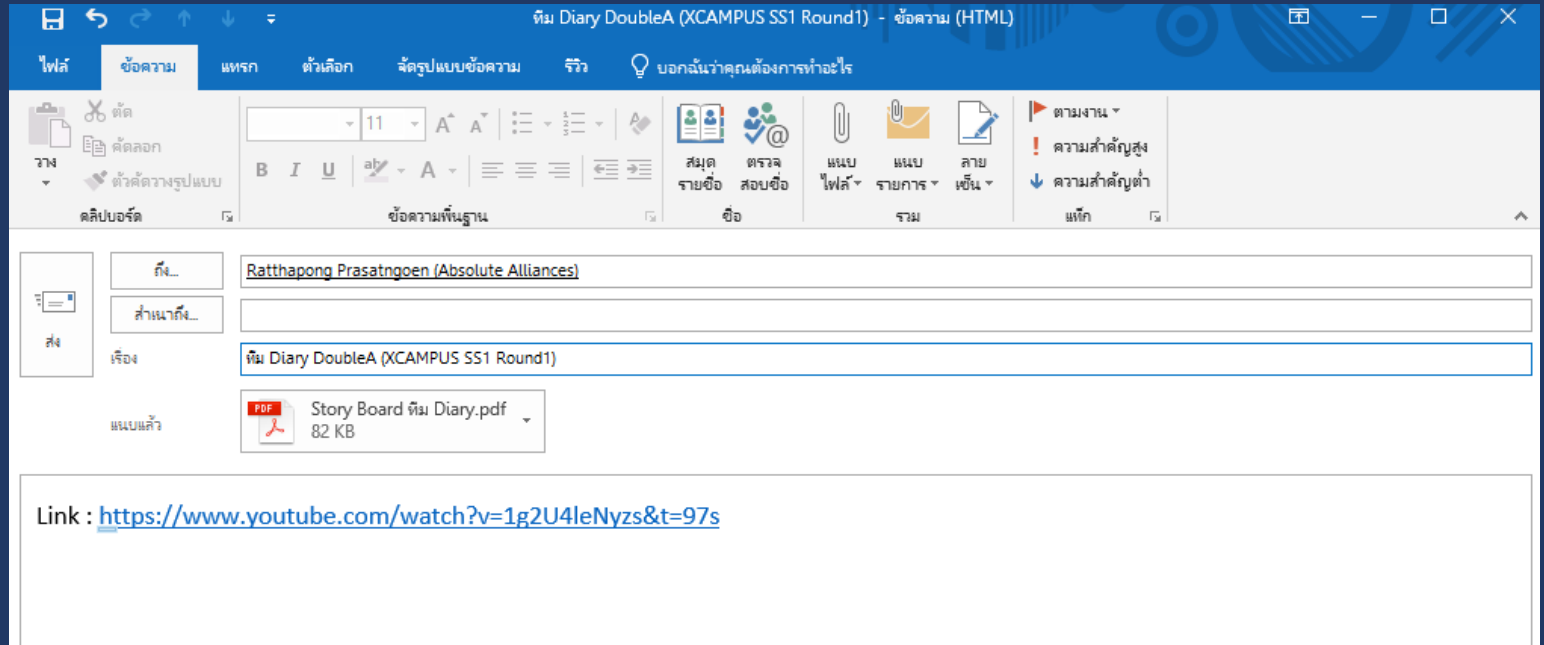 ทีม Diary DoubleA (XCAMPUS SS1 Round1) - ข้อความ (HTML)
ไฟล์ ข้อความ แทรก ตัวเลือก จัดรูปแบบข้อความ รีวิว บอกฉันว่าคุณต้องการทำอะไร
วาง
ตัด
คัดลอก
ตัวคัดวางรูปแบบ
คลิปบอร์ด
11
B I U
ข้อความพื้นฐาน
สมุด
รายชื่อ
ตรวจ
สอบชื่อ
ชื่อ
แนบ
ไฟล์
แนบ
รายการ
ลาย
เซ็น
รวม
ตามงาน
ความสำคัญสูง
ความสำคัญต่ำ
แท็ก
ส่ง
ถึง... Ratthapong Prasatngoen (Absolute Alliances)
สำเนาถึง...
เรื่อง ทีม Diary DoubleA (XCAMPUS SS1 Round1)
แนบแล้ว
PDF
Story Board ทีม Diary.pdf
82 KB
Link : https://www.youtube.com/watch?v=1g2U4leNyzs&t=97s